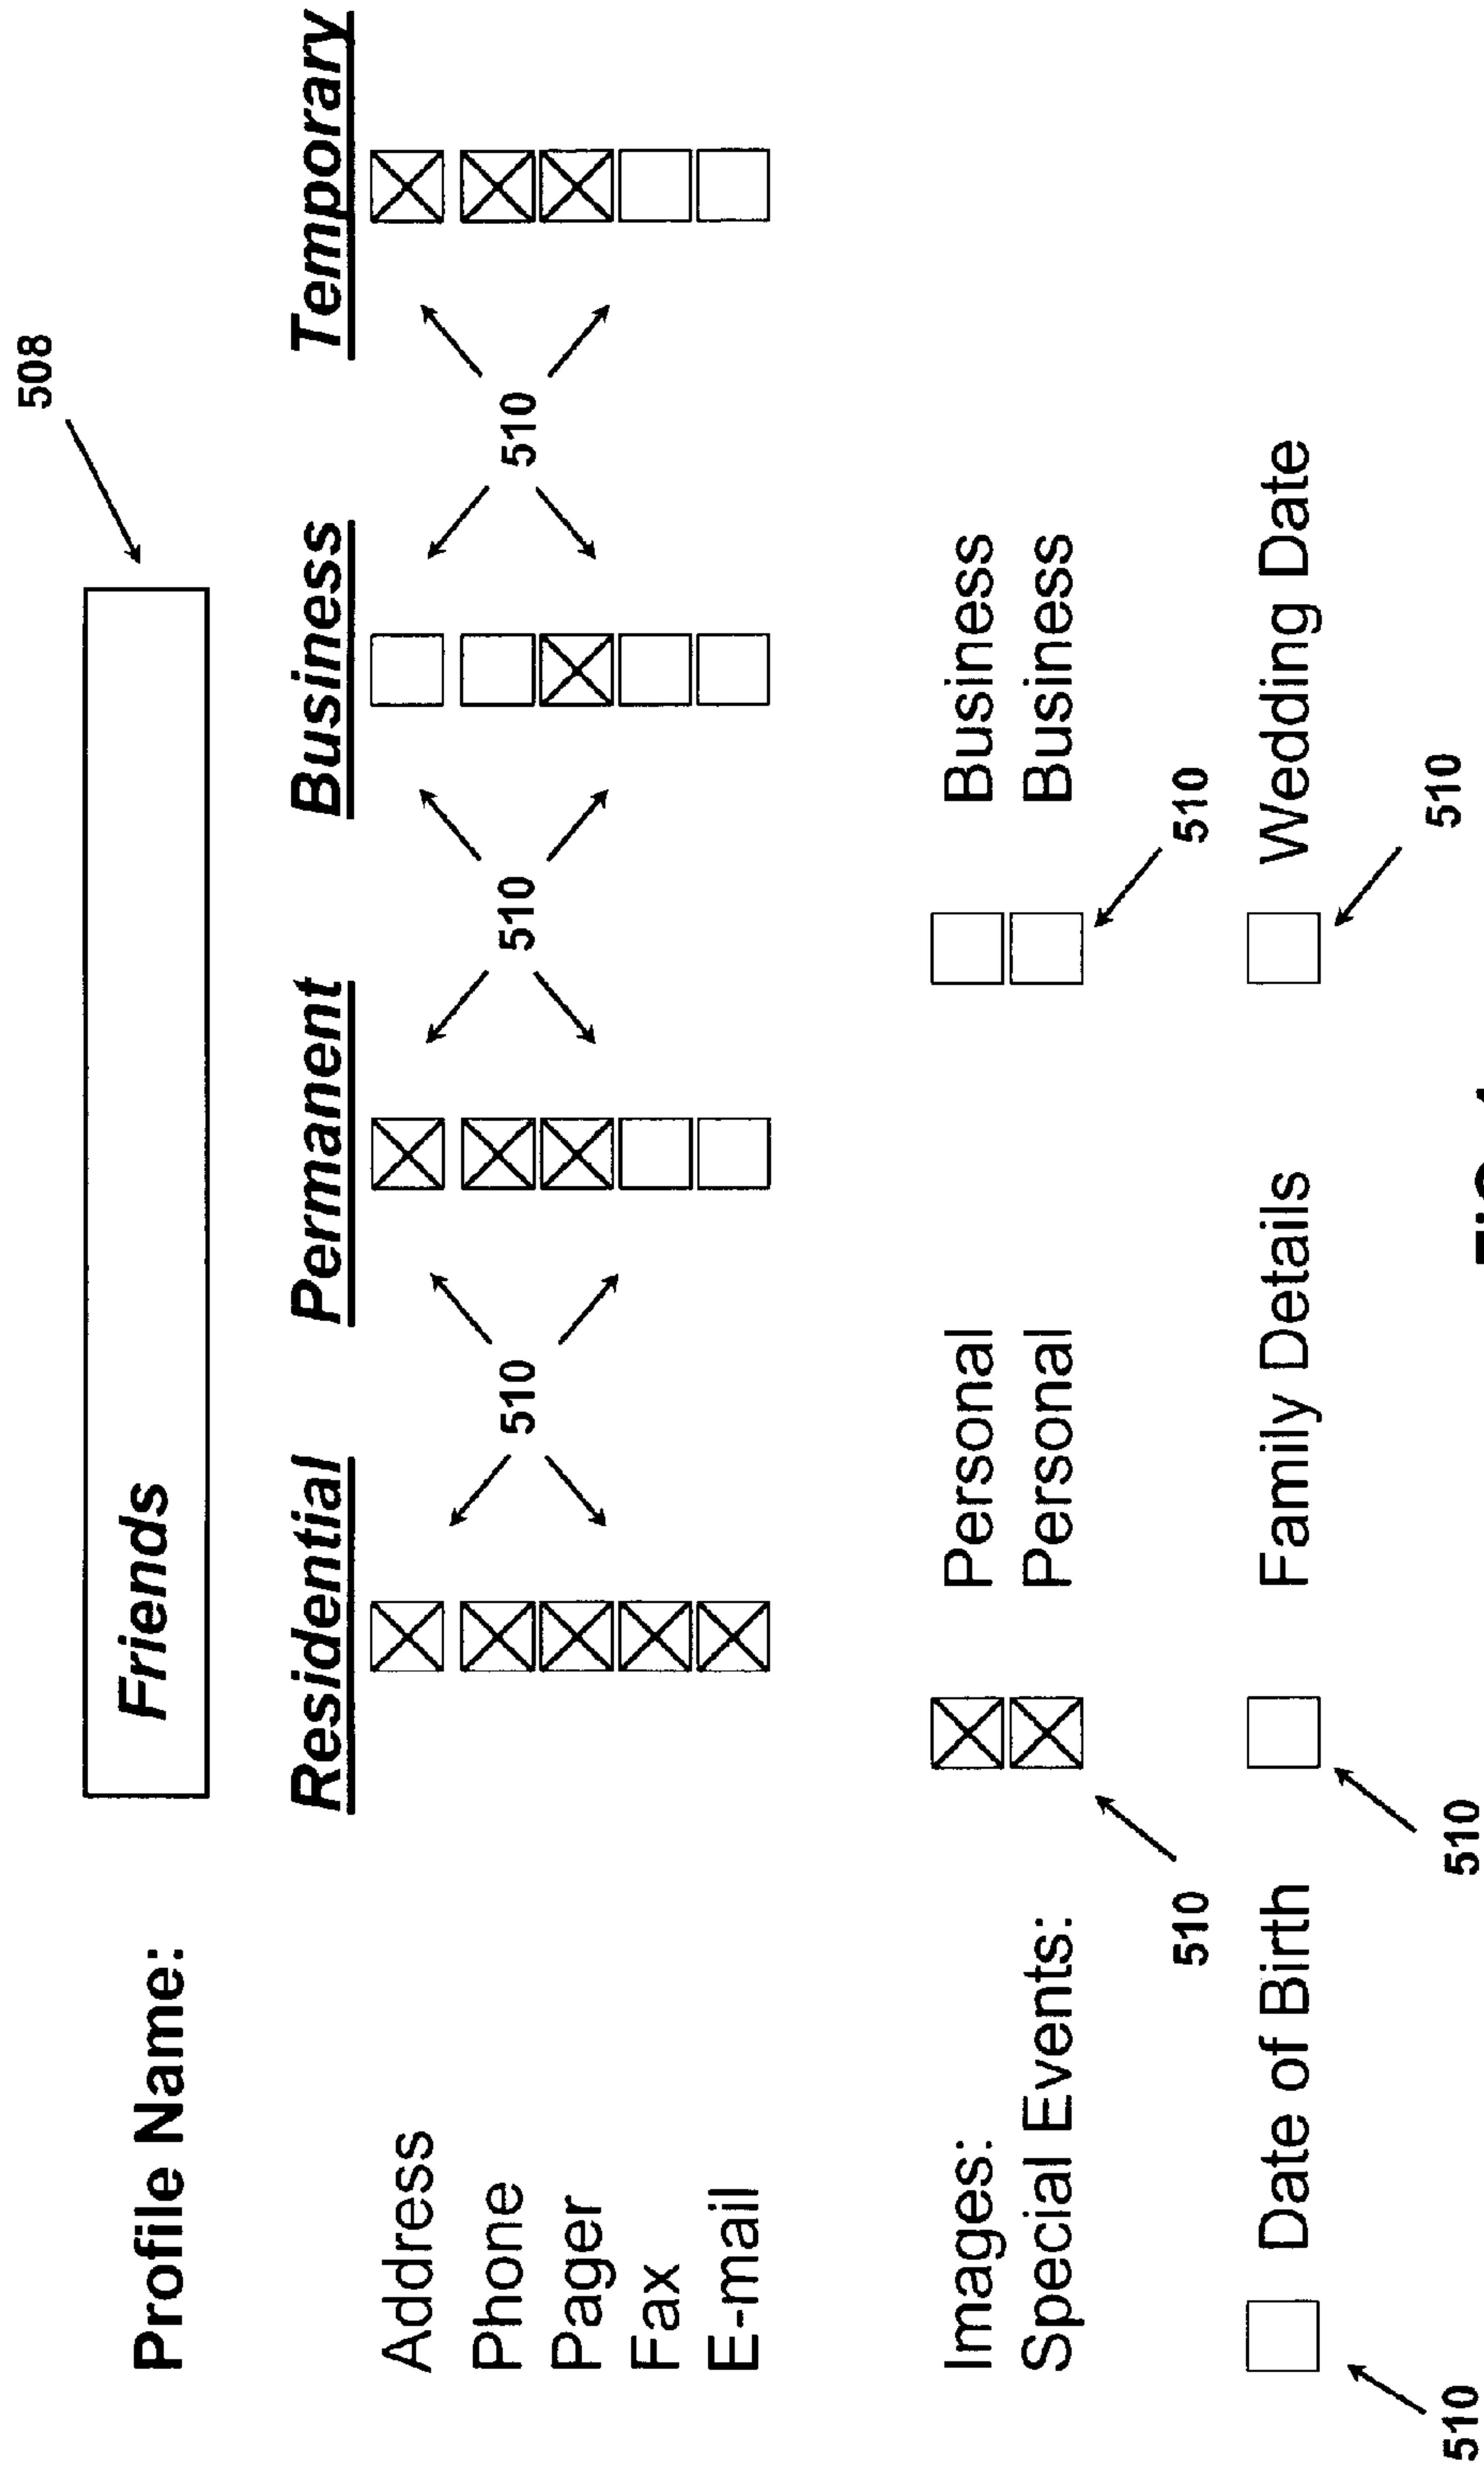 508
Profile Name: Friends
Residential Permanent Business Temporary
Address
Phone 510 510 510
Pager
Fax
E-mail
Images: Personal Business
Special Events: Personal Business
510 510
Date of Birth Family Details Wedding Date
510 510 510